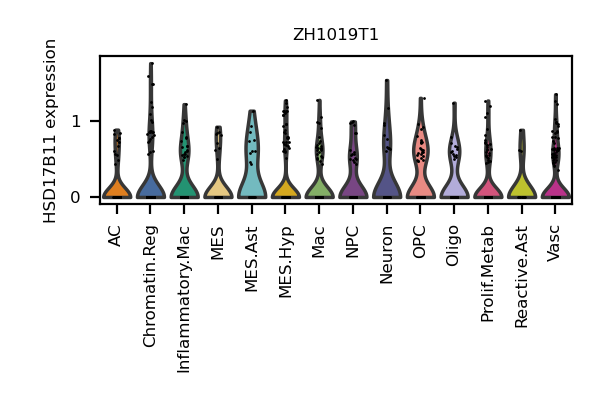 ZH1019T1
HSD17B11 expression
1
0
AC
Chromatin.Reg
Inflammatory.Mac
MES
MES.Ast
MES.Hyp
Mac
NPC
Neuron
OPC
Oligo
Prolif.Metab
Reactive.Ast
Vasc